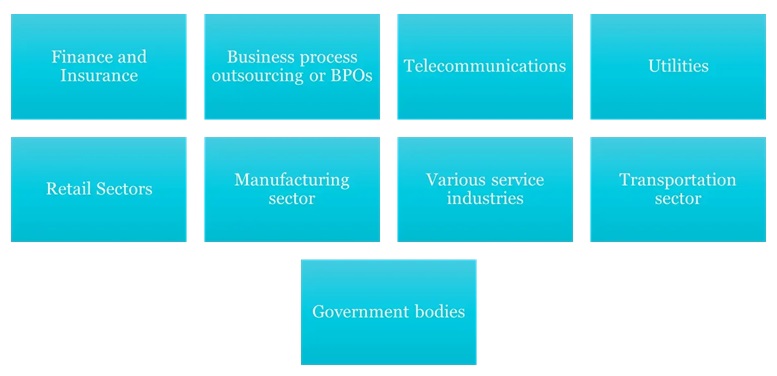 Finance and
Insurance
Business process
outsourcing or BPOs
Telecommunications
Utilities
Retail Sectors
Manufacturing
sector
Various service
industries
Transportation
sector
Government bodies